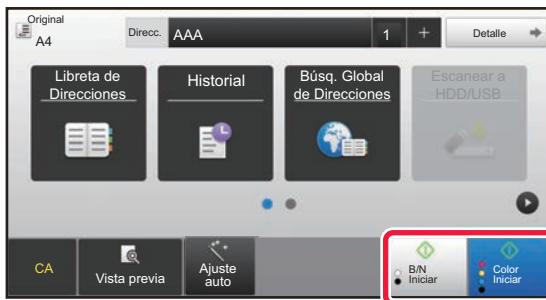 Original
A4
Direcc.
AAA
1
+
Detalle
Libreta de
Direcciones
Historial
Búsq. Global
de Direcciones
Escanear a
HDD/USB
CA
Vista previa
Ajuste
auto
B/N
Iniciar
Color
Iniciar